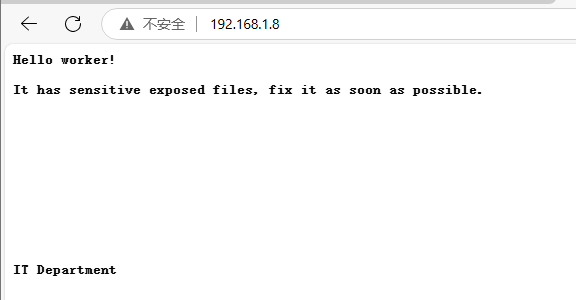 不安全 192.168.1.8
Hello worker!
It has sensitive exposed files, fix it as soon as possible.
IT Department